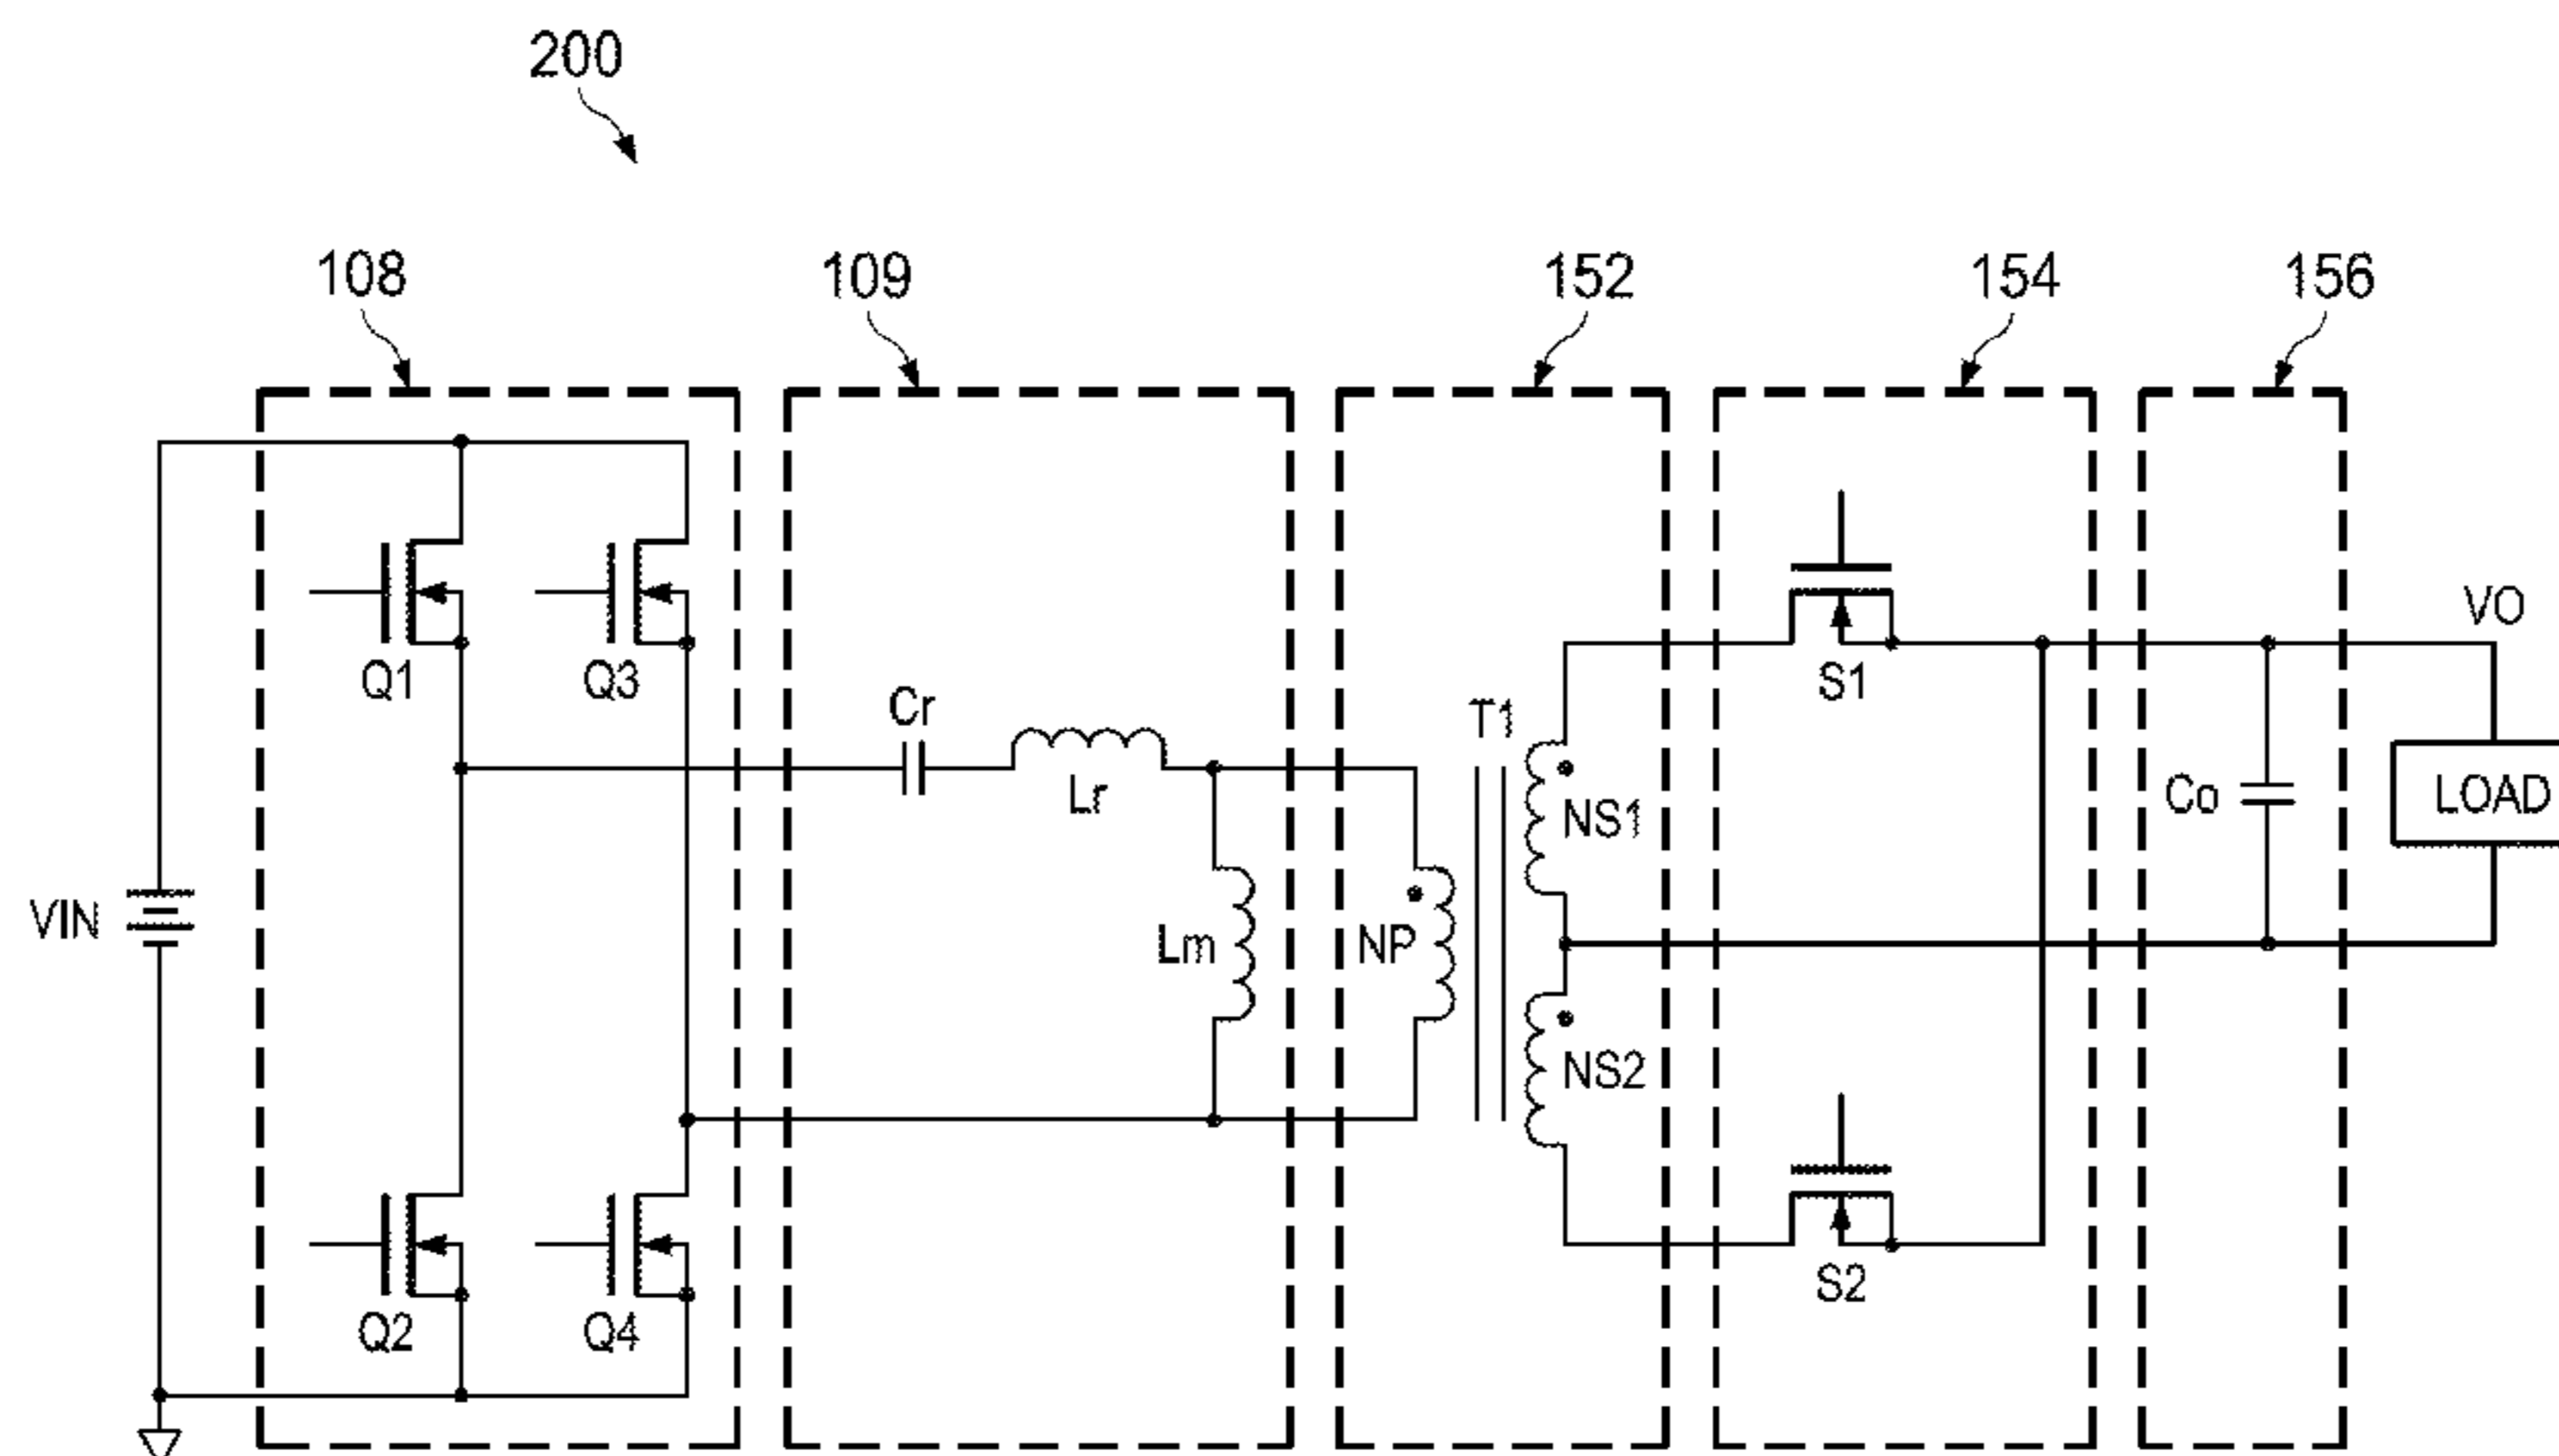 200
108
109
152
154
156
VIN
Q1
Q3
Q2
Q4
Cr
Lr
Lm
T1
NP
NS1
NS2
S1
S2
Co
VO
LOAD